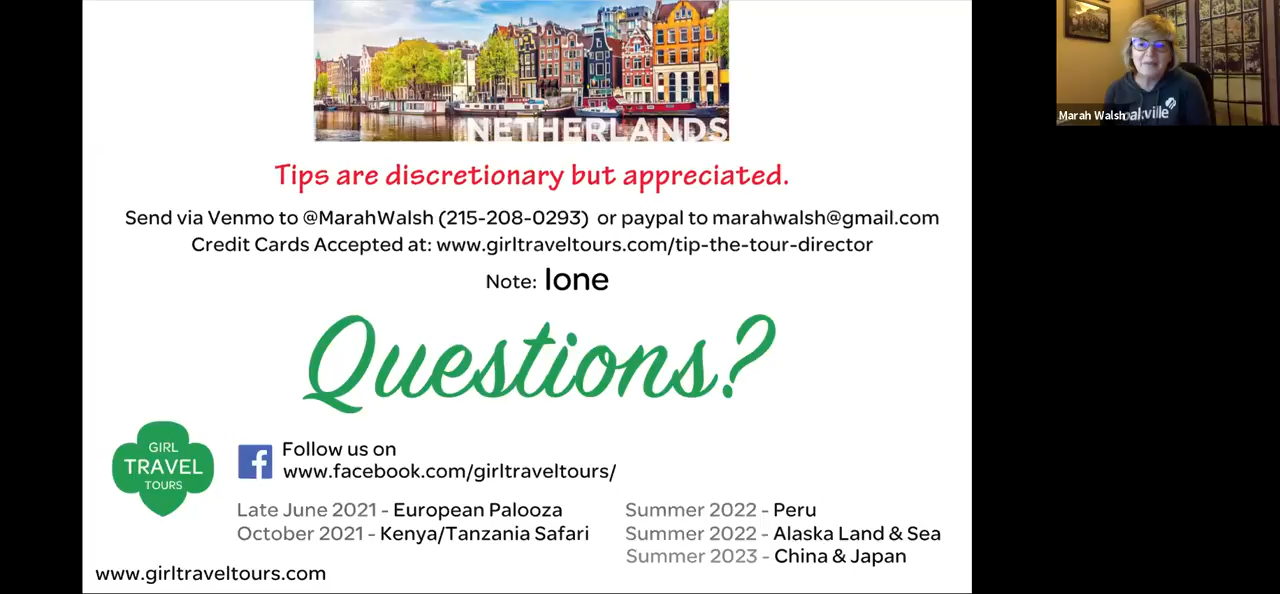 NETHERLANDS
Marah Walsh
oakville
Tips are discretionary but appreciated.
Send via Venmo to @MarahWalsh (215-208-0293) or paypal to marahwalsh@gmail.com
Credit Cards Accepted at: www.girltraveltours.com/tip-the-tour-director
Note: Ione
Questions?
GIRL
TRAVEL
TOURS
Follow us on
www.facebook.com/girltraveltours/
Late June 2021 - European Palooza
October 2021 - Kenya/Tanzania Safari
Summer 2022 - Peru
Summer 2022 - Alaska Land & Sea
Summer 2023 - China & Japan
www.girltraveltours.com